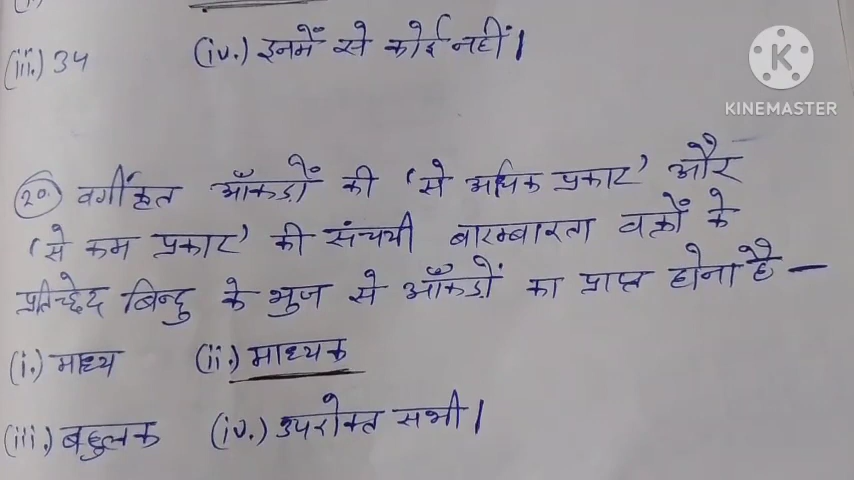 (iii.) 34 (iv.) इनमें से कोई नहीं।
K
KINEMASTER
(20.) वर्गीकृत आँकड़ों की 'से अधिक प्रकार' और
'से कम प्रकार' की संचयी बारम्बारता वक्रों के
प्रतिच्छेद बिन्दु के भुज से आँकड़ों का प्राप्त होना है —
(i.) माध्य (ii.) माध्यक
(iii.) बहुलक (iv.) उपरोक्त सभी।